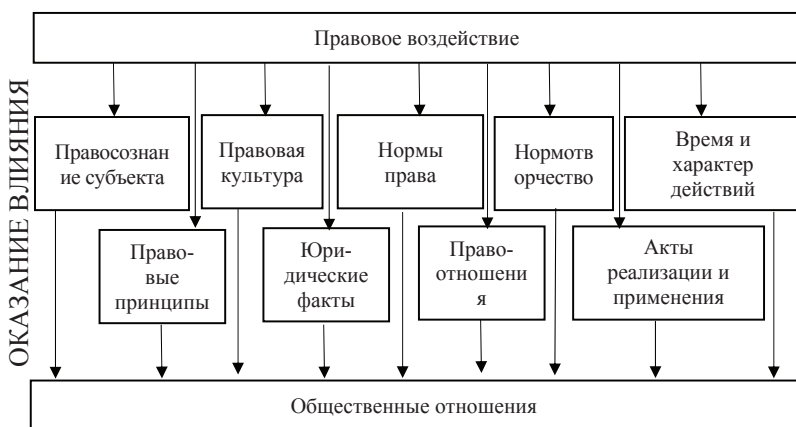 Правовое воздействие
ОКАЗАНИЕ ВЛИЯНИЯ
Правосознан
ие субъекта
Правовая
культура
Нормы
права
Нормотв
орчество
Время и
характер
действий
Право-
вые
принципы
Юри-
дические
факты
Право-
отношени
я
Акты
реализации и
применения
Общественные отношения